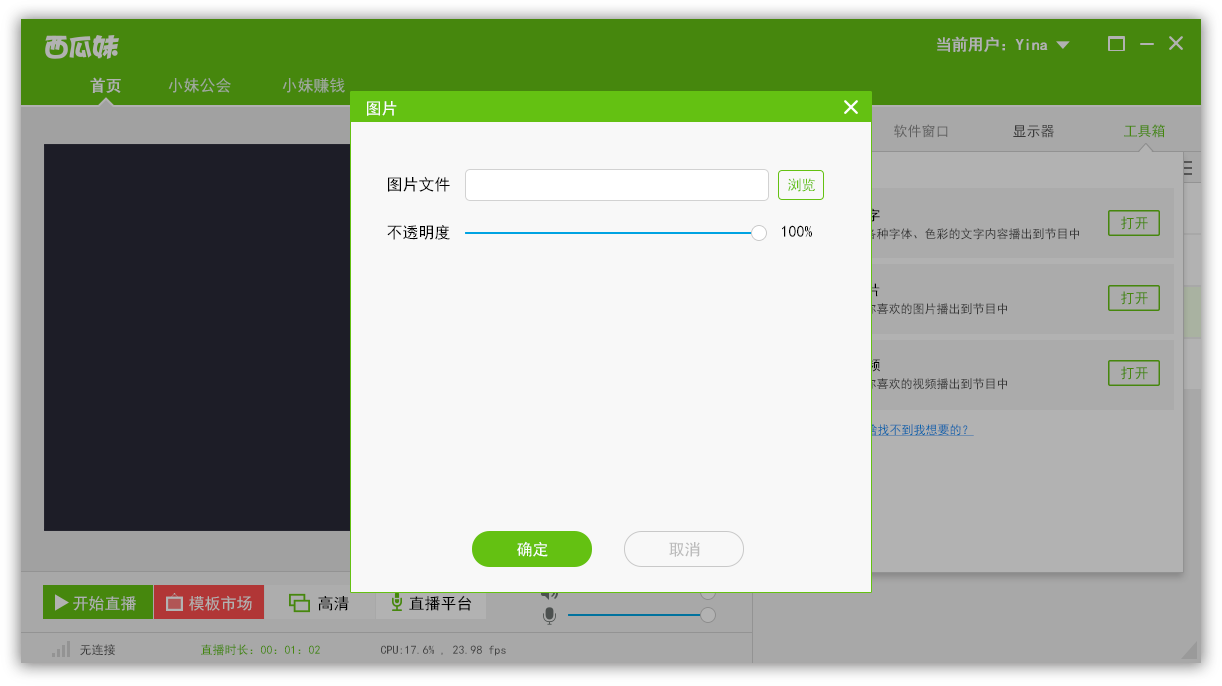 西瓜妹
当前用户：Yina
首页
小妹公会
小妹赚钱
图片
软件窗口
显示器
工具箱
图片文件
浏览
不透明度
100%
字
各种字体、色彩的文字内容播出到节目中
打开
片
你喜欢的图片播出到节目中
打开
频
你喜欢的视频播出到节目中
打开
啥找不到我想要的?
确定
取消
开始直播
模板市场
高清
直播平台
无连接
直播时长：00：01：02
CPU:17.6% , 23.98 fps